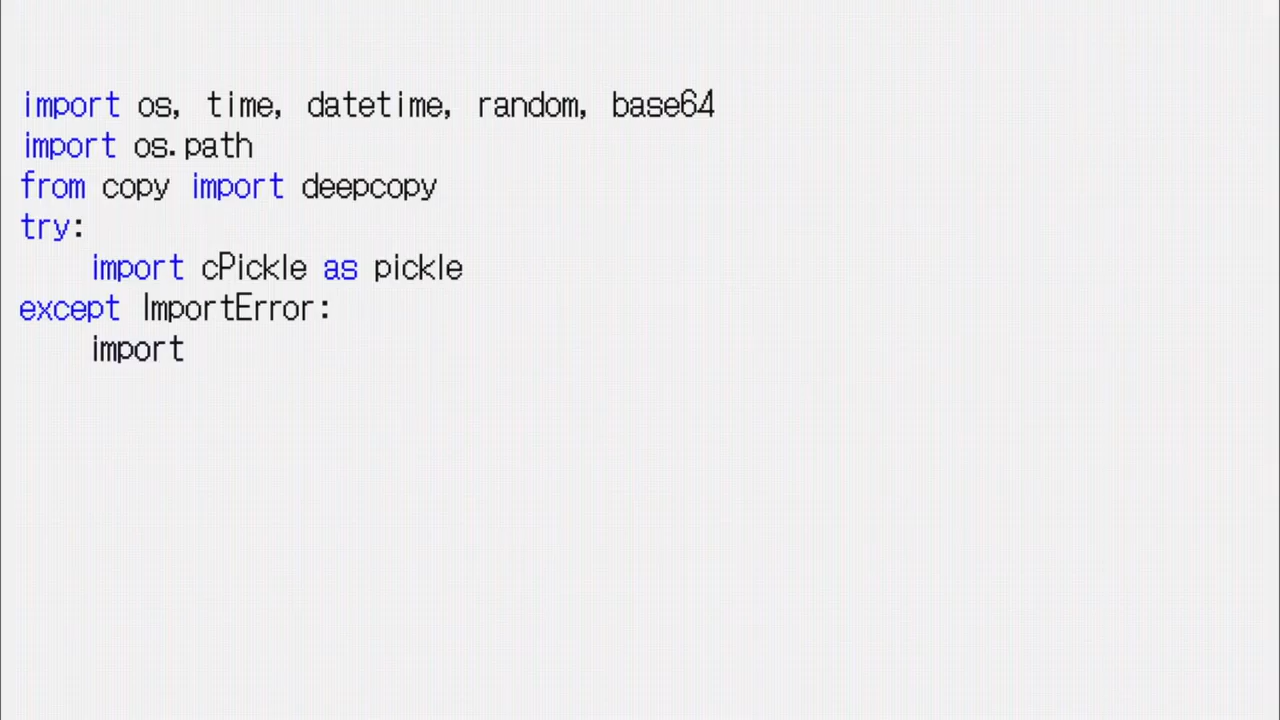 import os, time, datetime, random, base64
import os.path
from copy import deepcopy
try:
    import cPickle as pickle
except ImportError:
    import